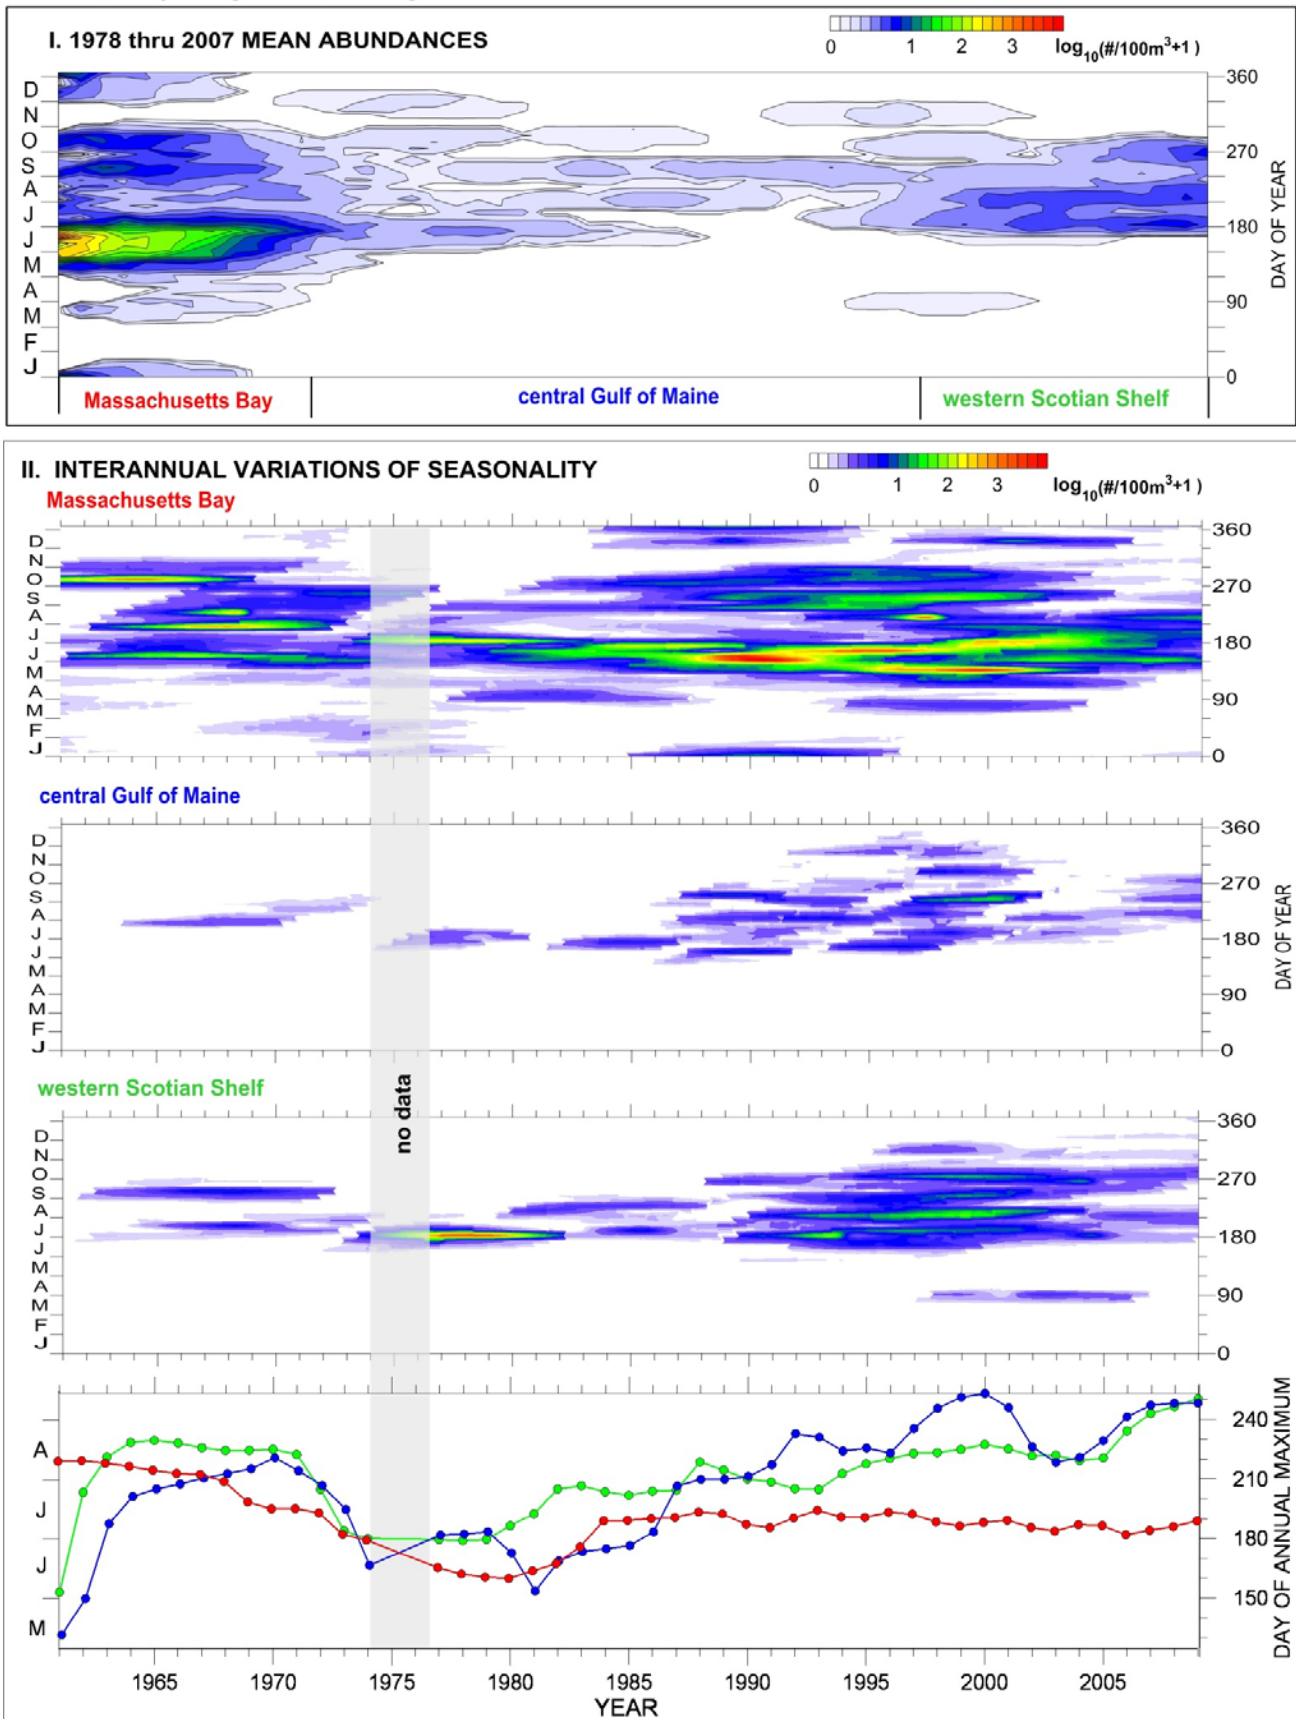 I. 1978 thru 2007 MEAN ABUNDANCES
0 1 2 3 log10(#/100m³+1 )
D
N
O
S
A
J
J
M
A
M
F
J
360
270
180
90
0
DAY OF YEAR
Massachusetts Bay
central Gulf of Maine
western Scotian Shelf
II. INTERANNUAL VARIATIONS OF SEASONALITY
0 1 2 3 log10(#/100m³+1 )
Massachusetts Bay
D
N
O
S
A
J
J
M
A
M
F
J
360
270
180
90
0
central Gulf of Maine
D
N
O
S
A
J
J
M
A
M
F
J
360
270
180
90
0
DAY OF YEAR
western Scotian Shelf
no data
D
N
O
S
A
J
J
M
A
M
F
J
360
270
180
90
0
A
J
J
M
240
210
180
150
DAY OF ANNUAL MAXIMUM
1965 1970 1975 1980 1985 1990 1995 2000 2005
YEAR